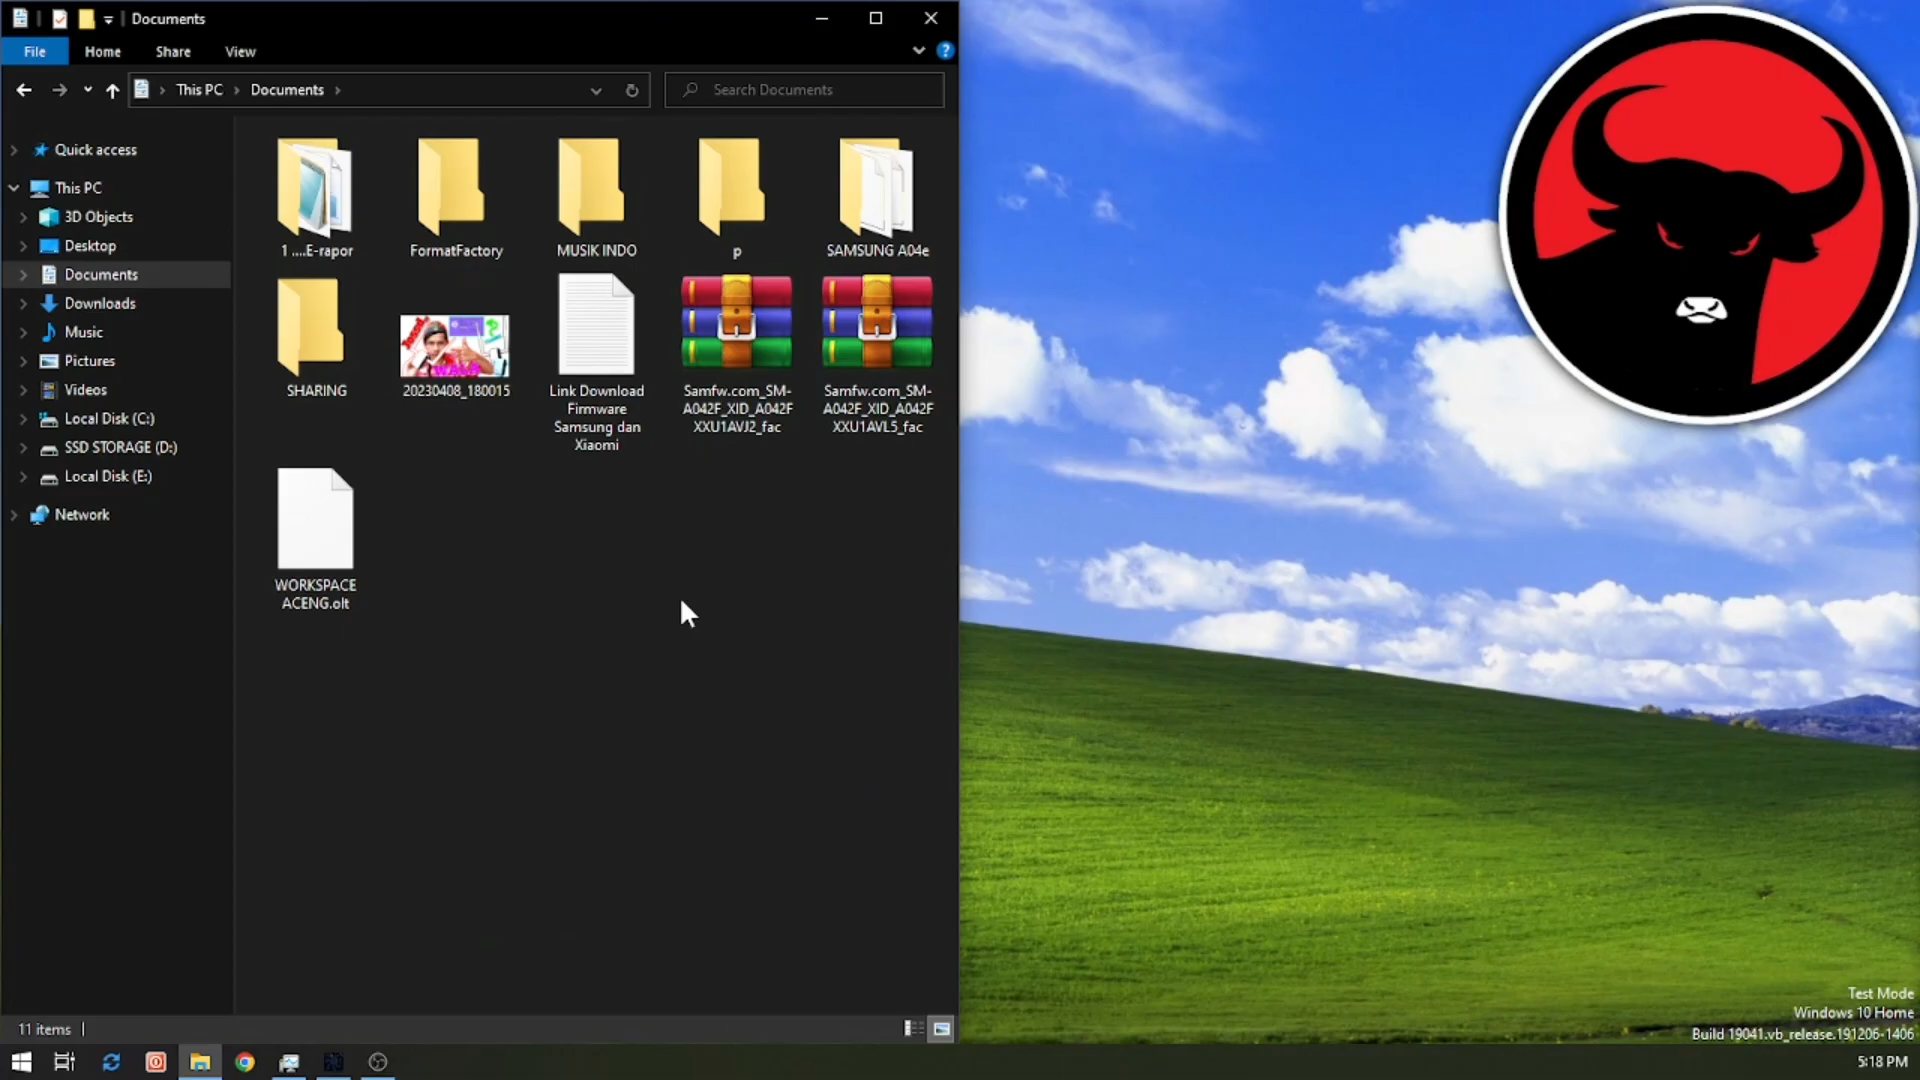 Documents
File Home Share View
This PC Documents
Search Documents
Quick access
This PC
3D Objects
Desktop
Documents
Downloads
Music
Pictures
Videos
Local Disk (C:)
SSD STORAGE (D:)
Local Disk (E:)
Network
1 ....E-rapor
FormatFactory
MUSIK INDO
p
SAMSUNG A04e
SHARING
20230408_180015
Link Download
Firmware
Samsung dan
Xiaomi
Samfw.com_SM-
A042F_XID_A042F
XXU1AVJ2_fac
Samfw.com_SM-
A042F_XID_A042F
XXU1AVL5_fac
WORKSPACE
ACENG.olt
11 items
Test Mode
Windows 10 Home
Build 19041.vb_release.191206-1406
5:18 PM